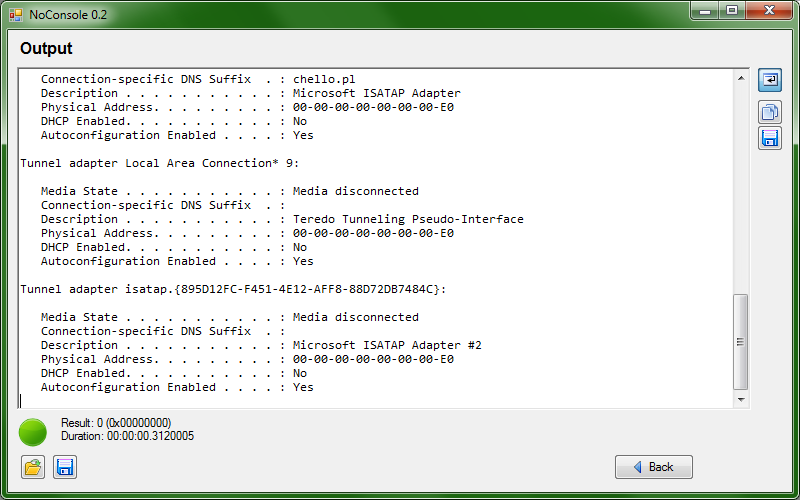 NoConsole 0.2
Output
Connection-specific DNS Suffix  . : chello.pl
Description . . . . . . . . . . . : Microsoft ISATAP Adapter
Physical Address. . . . . . . . . : 00-00-00-00-00-00-00-E0
DHCP Enabled. . . . . . . . . . . : No
Autoconfiguration Enabled . . . . : Yes
Tunnel adapter Local Area Connection* 9:
Media State . . . . . . . . . . . : Media disconnected
Connection-specific DNS Suffix  . :
Description . . . . . . . . . . . : Teredo Tunneling Pseudo-Interface
Physical Address. . . . . . . . . : 00-00-00-00-00-00-00-E0
DHCP Enabled. . . . . . . . . . . : No
Autoconfiguration Enabled . . . . : Yes
Tunnel adapter isatap.{895D12FC-F451-4E12-AFF8-88D72DB7484C}:
Media State . . . . . . . . . . . : Media disconnected
Connection-specific DNS Suffix  . :
Description . . . . . . . . . . . : Microsoft ISATAP Adapter #2
Physical Address. . . . . . . . . : 00-00-00-00-00-00-00-E0
DHCP Enabled. . . . . . . . . . . : No
Autoconfiguration Enabled . . . . : Yes
Result: 0 (0x00000000)
Duration: 00:00:00.3120005
Back